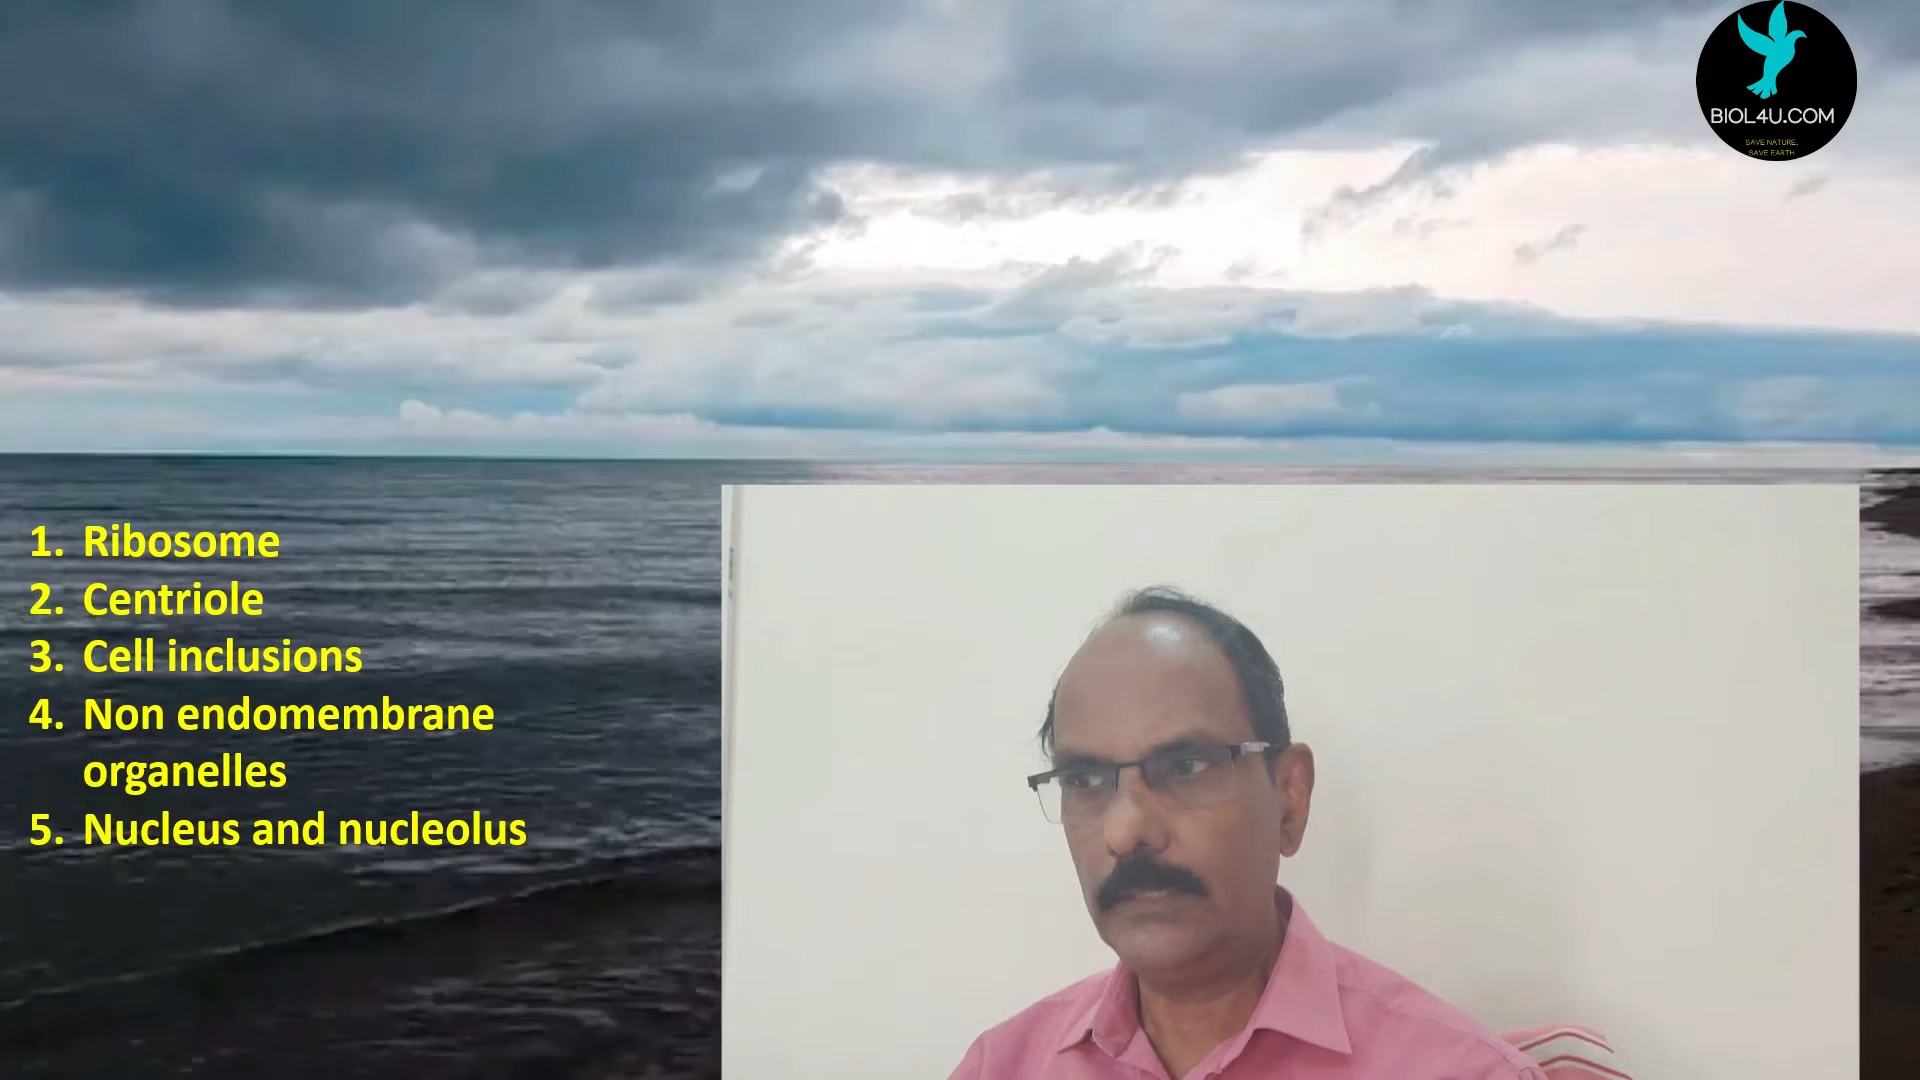 BIOL4U.COM
SAVE NATURE,
SAVE EARTH
1. Ribosome
2. Centriole
3. Cell inclusions
4. Non endomembrane
organelles
5. Nucleus and nucleolus